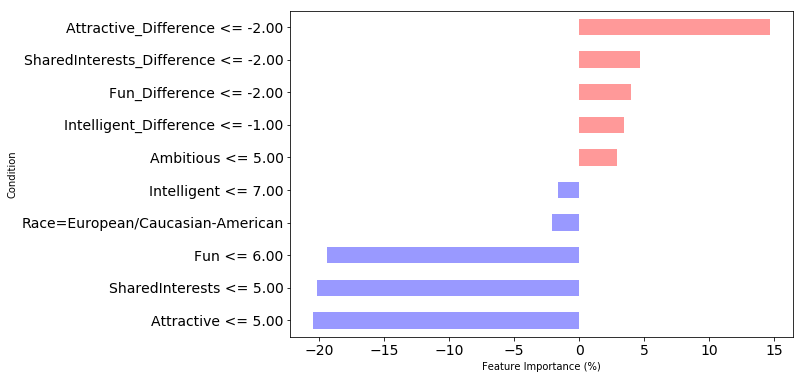 Attractive_Difference <= -2.00
SharedInterests_Difference <= -2.00
Fun_Difference <= -2.00
Intelligent_Difference <= -1.00
Ambitious <= 5.00
Intelligent <= 7.00
Race=European/Caucasian-American
Fun <= 6.00
SharedInterests <= 5.00
Attractive <= 5.00
Condition
−20 −15 −10 −5 0 5 10 15
Feature Importance (%)